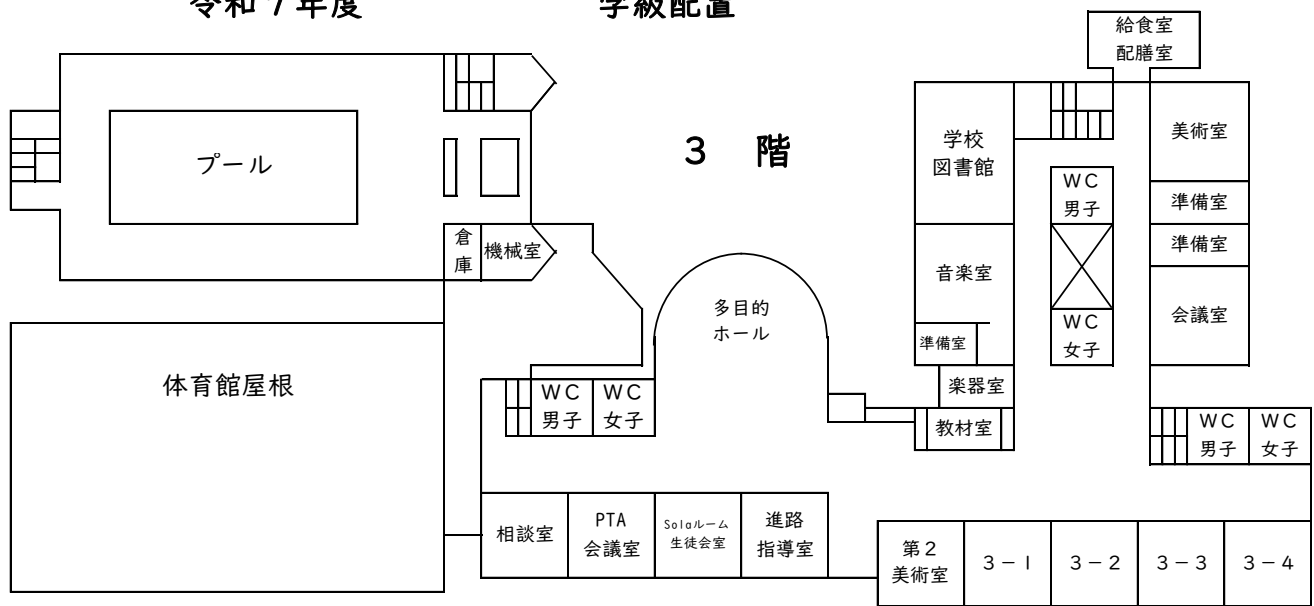 令和７年度　学級配置
給食室
配膳室
３　階
プール
学校
図書館
美術室
ＷＣ
男子
準備室
倉
庫
機械室
準備室
音楽室
多目的
ホール
会議室
ＷＣ
女子
準備室
体育館屋根
ＷＣ
男子
ＷＣ
女子
楽器室
教材室
ＷＣ
男子
ＷＣ
女子
相談室
PTA
会議室
Solaルーム
生徒会室
進路
指導室
第２
美術室
３－１
３－２
３－３
３－４